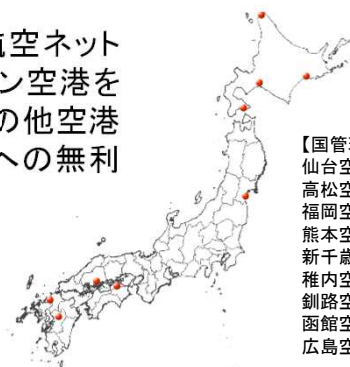 空ネット
ン空港を
の他空港
への無利
【国管
仙台空
高松空
福岡空
熊本空
新千歳
稚内空
釧路空
函館空
広島空